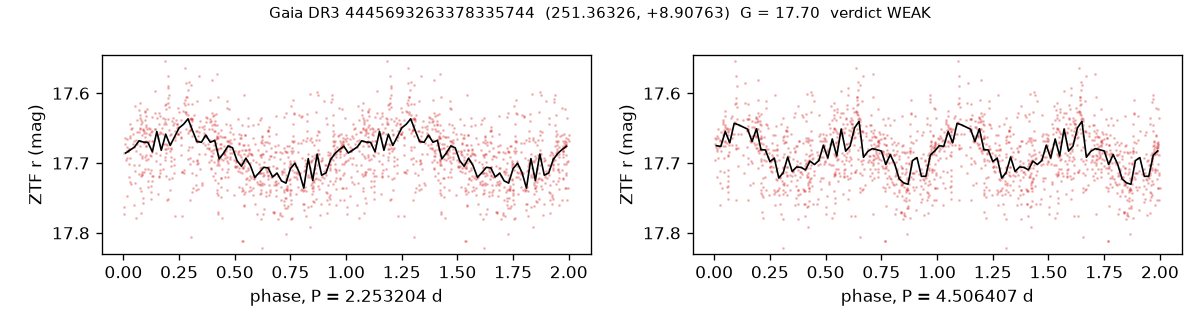 Gaia DR3 4445693263378335744 (251.36326, +8.90763) G = 17.70 verdict WEAK
ZTF r (mag)
17.6
17.7
17.8
0.00 0.25 0.50 0.75 1.00 1.25 1.50 1.75 2.00
phase, P = 2.253204 d
ZTF r (mag)
17.6
17.7
17.8
0.00 0.25 0.50 0.75 1.00 1.25 1.50 1.75 2.00
phase, P = 4.506407 d